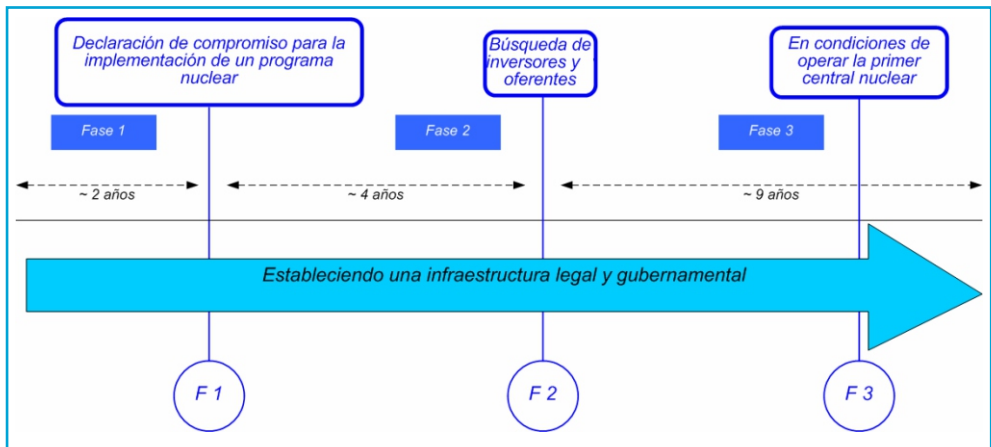 Declaración de compromiso para la
implementación de un programa
nuclear
Búsqueda de
inversores y
oferentes
En condiciones de
operar la primer
central nuclear
Fase 1
Fase 2
Fase 3
~ 2 años
~ 4 años
~ 9 años
Estableciendo una infraestructura legal y gubernamental
F 1
F 2
F 3